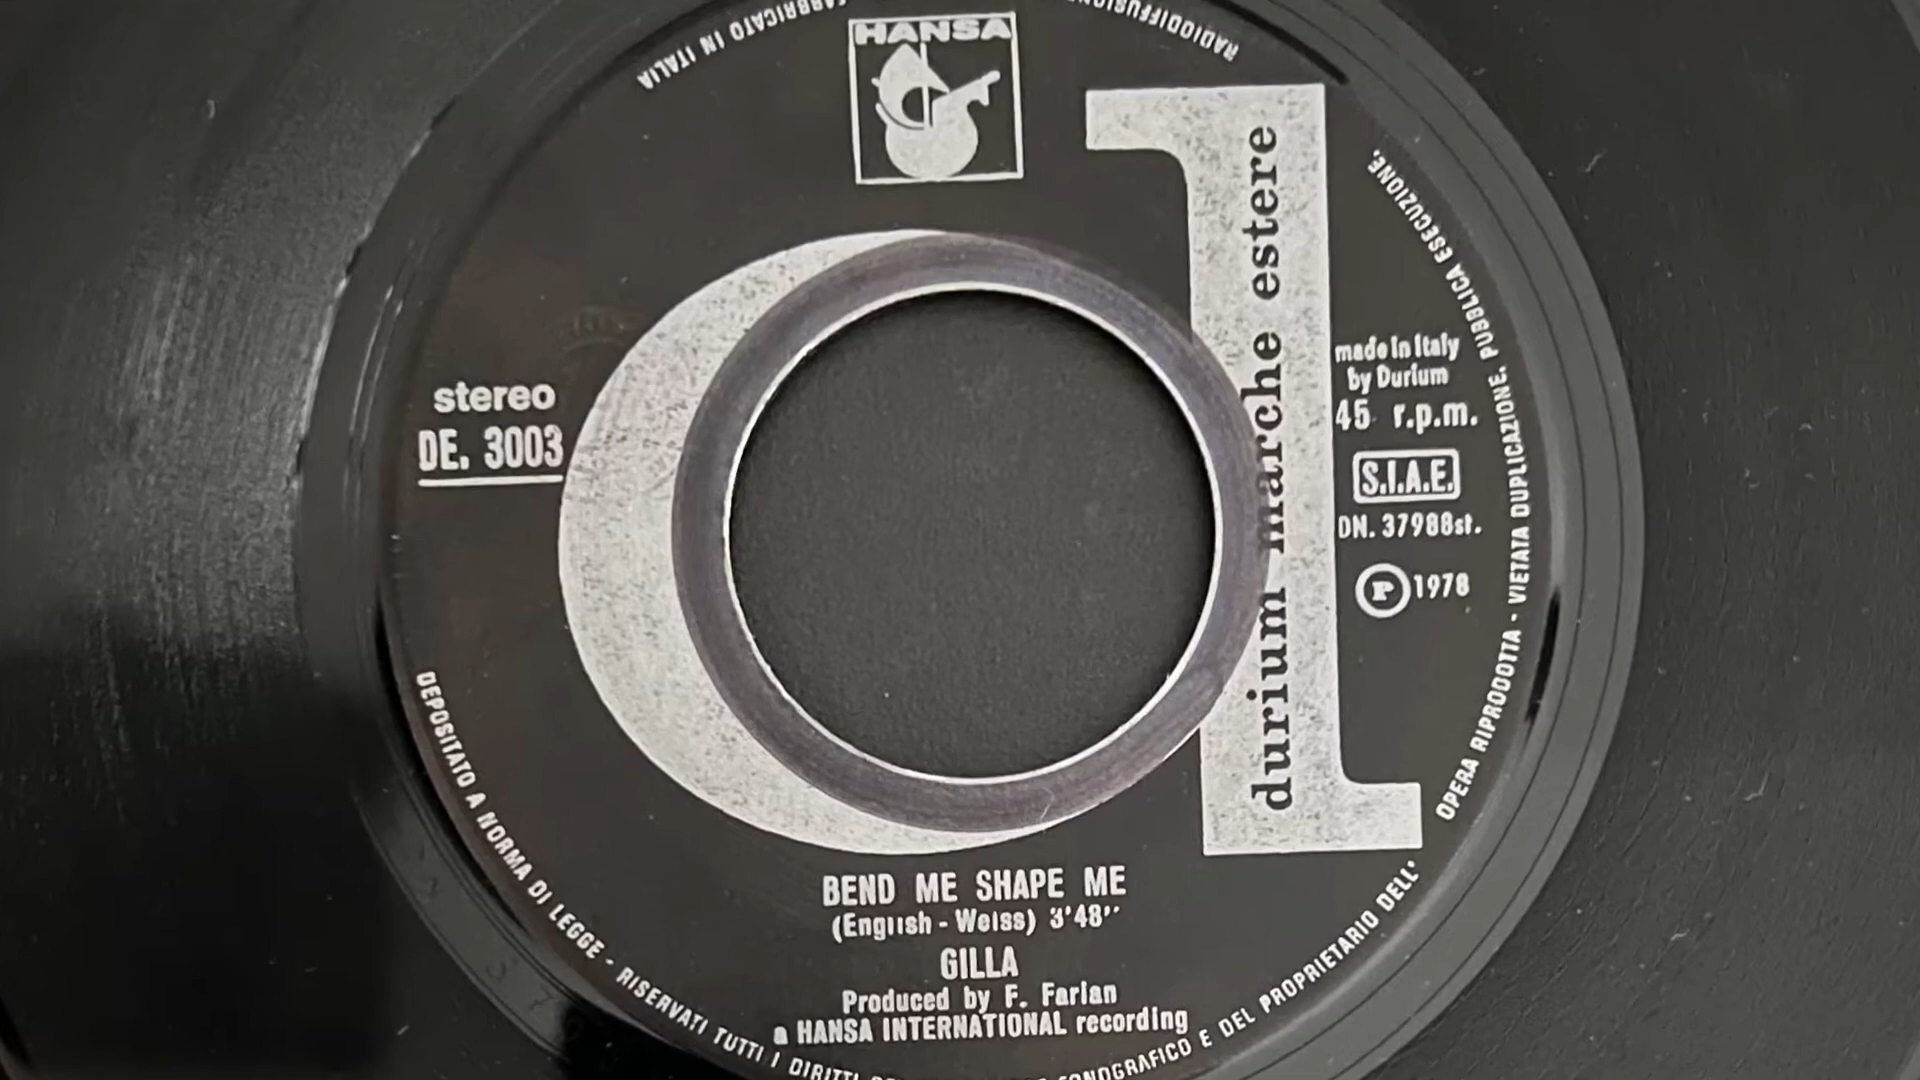 HANSA
durium marche estere
stereo
DE. 3003
made in Italy
by Durium
45 r.p.m.
S.I.A.E.
DN. 37988st.
P 1978
BEND ME SHAPE ME
(English - Weiss) 3'48''
GILLA
Produced by F. Farian
a HANSA INTERNATIONAL recording
DEPOSITATO A NORMA DI LEGGE - RISERVATI TUTTI I DIRITTI
FONOGRAFICO E DEL PROPRIETARIO DELL'
OPERA RIPRODOTTA - VIETATA DUPLICAZIONE. PUBBLICA ESECUZIONE.
RADIODIFFUSIONE
FABBRICATO IN ITALIA